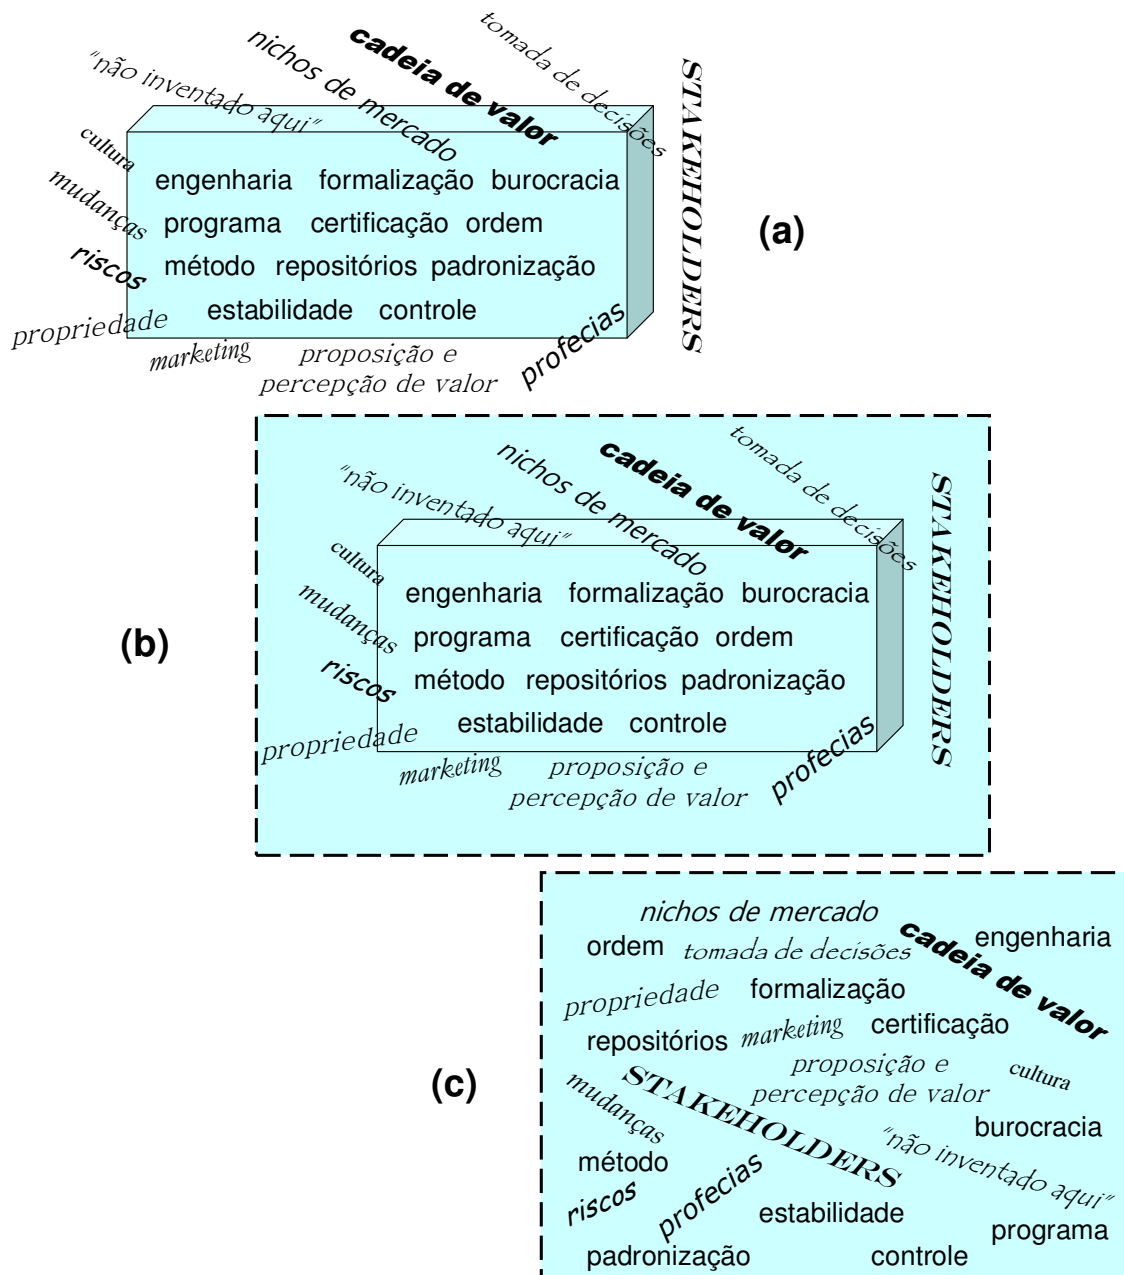 tomada de decisões
cadeia de valor
nichos de mercado
"não inventado aqui"
STAKEHOLDERS
cultura
mudanças
riscos
propriedade
engenharia formalização burocracia
programa certificação ordem
método repositórios padronização
estabilidade controle
marketing
proposição e
percepção de valor
profecias
(a)
tomada de decisões
cadeia de valor
nichos de mercado
"não inventado aqui"
STAKEHOLDERS
cultura
mudanças
riscos
propriedade
engenharia formalização burocracia
programa certificação ordem
método repositórios padronização
estabilidade controle
marketing
proposição e
percepção de valor
profecias
(b)
nichos de mercado
cadeia de valor
engenharia
ordem
tomada de decisões
propriedade
formalização
repositórios
marketing
certificação
proposição e
percepção de valor
cultura
(c)
mudanças
STAKEHOLDERS
burocracia
"não inventado aqui"
método
riscos
profecias
estabilidade
programa
padronização
controle